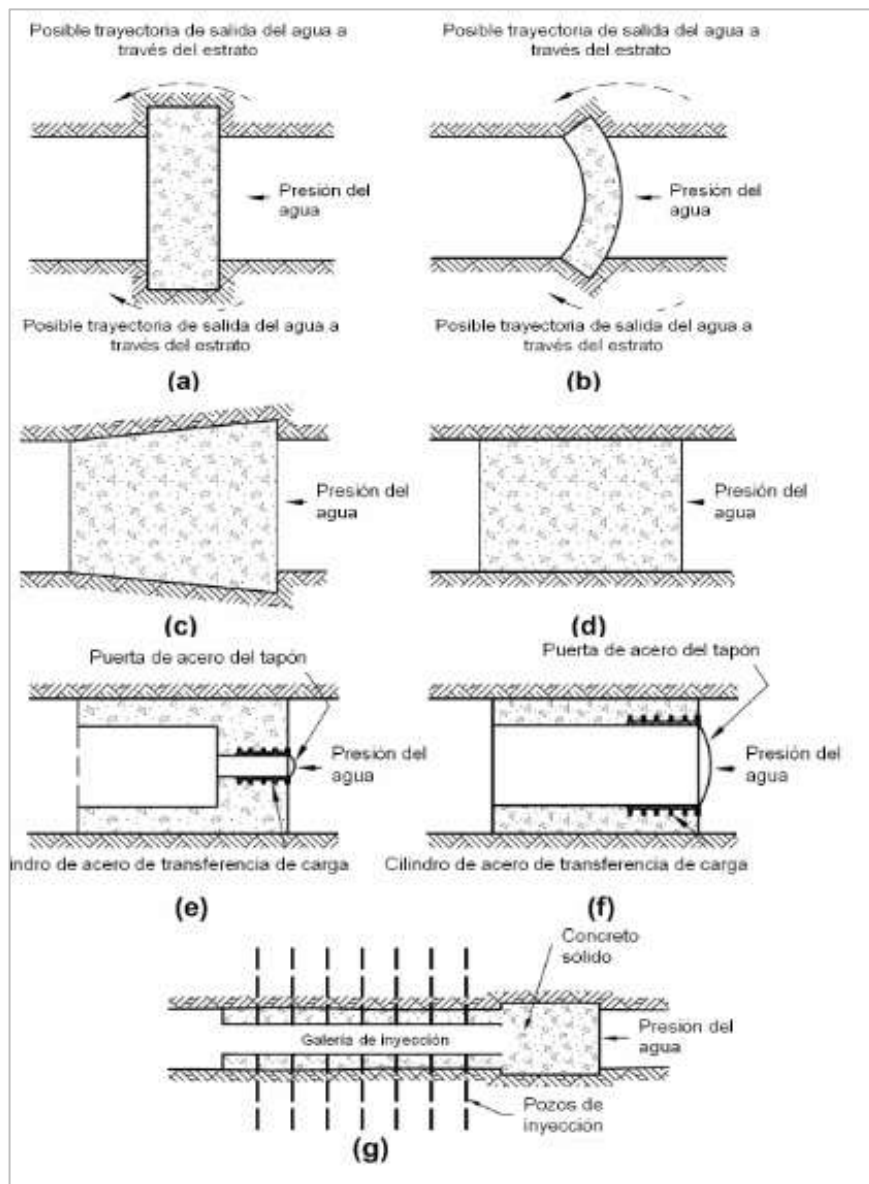 Posible trayectoria de salida del agua a
través del estrato
Presión del
agua
Posible trayectoria de salida del agua a
través del estrato
(a)
Posible trayectoria de salida del agua a
través del estrato
Presión del
agua
Posible trayectoria de salida del agua a
través del estrato
(b)
Presión del
agua
(c)
Presión del
agua
(d)
Puerta de acero del tapón
Presión del
agua
indro de acero de transferencia de carga
(e)
Puerta de acero del tapón
Presión del
agua
Cilindro de acero de transferencia de carga
(f)
Concreto
sólido
Galería de inyección
Presión del
agua
Pozos de
inyección
(g)